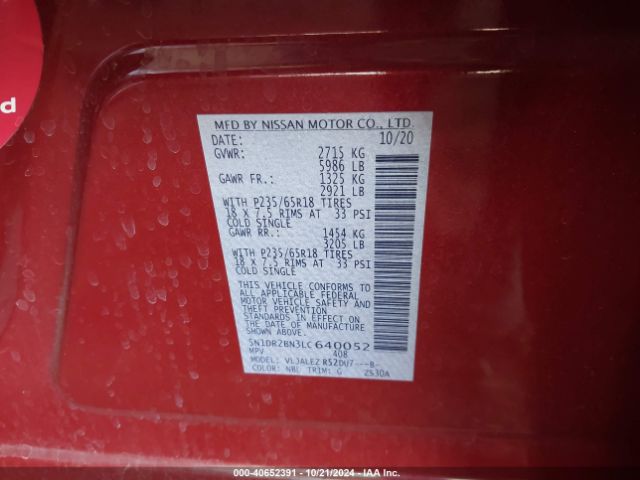 d
MFD BY NISSAN MOTOR CO., LTD.
DATE: 10/20
GVWR: 2715 KG
5986 LB
GAWR FR.: 1325 KG
2921 LB
WITH P235/65R18 TIRES
18 X 7.5 RIMS AT 33 PSI
COLD SINGLE
GAWR RR.: 1454 KG
3205 LB
WITH P235/65R18 TIRES
18 X 7.5 RIMS AT 33 PSI
COLD SINGLE
THIS VEHICLE CONFORMS TO
ALL APPLICABLE FEDERAL
MOTOR VEHICLE SAFETY AND
THEFT PREVENTION
STANDARDS IN EFFECT ON
THE DATE OF MANUFACTURE
SHOWN ABOVE.
5N1DR2BN3LC640052
MPV 408
MODEL: VLJALEZ R52DU7---B-
COLOR: NBL TRIM: G 2530A
000-40652391 - 10/21/2024 - IAA Inc.